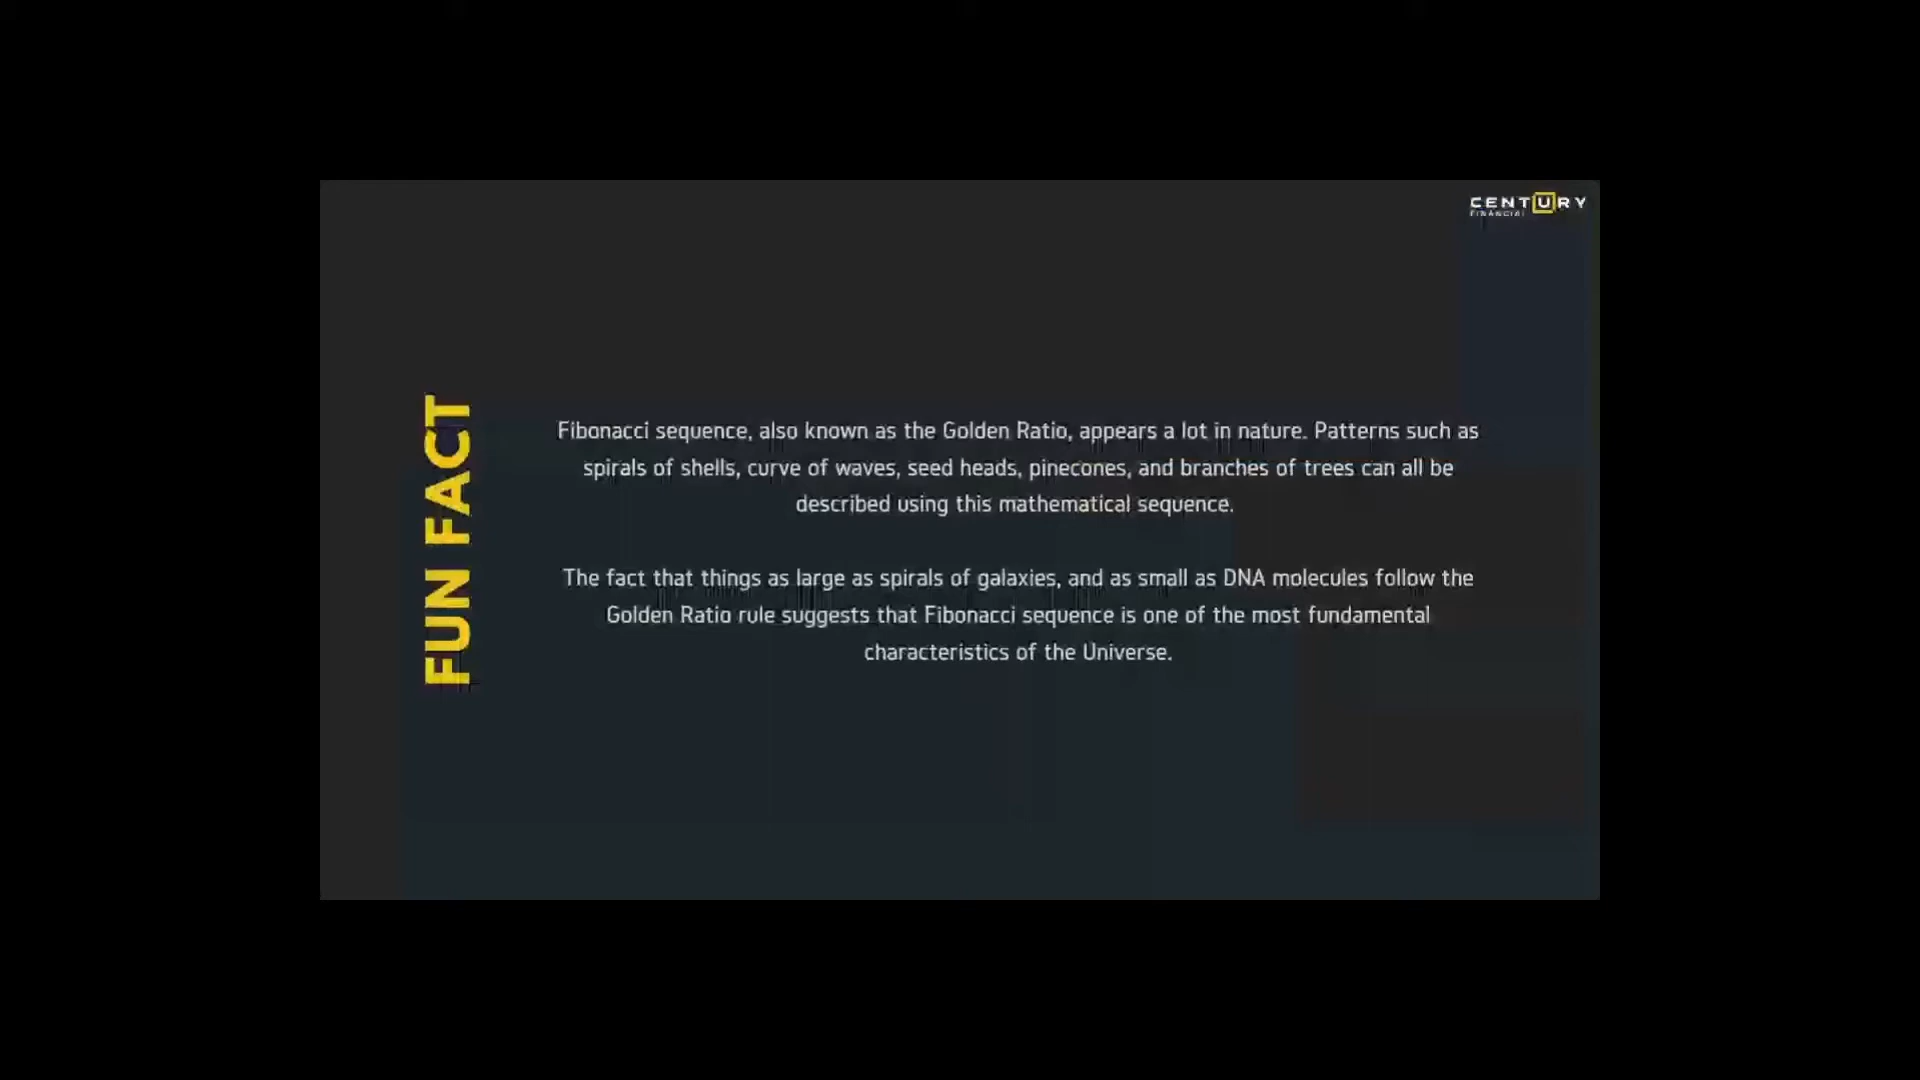 CENTURY
FINANCIAL
FUN FACT
Fibonacci sequence, also known as the Golden Ratio, appears a lot in nature. Patterns such as
spirals of shells, curve of waves, seed heads, pinecones, and branches of trees can all be
described using this mathematical sequence.
The fact that things as large as spirals of galaxies, and as small as DNA molecules follow the
Golden Ratio rule suggests that Fibonacci sequence is one of the most fundamental
characteristics of the Universe.